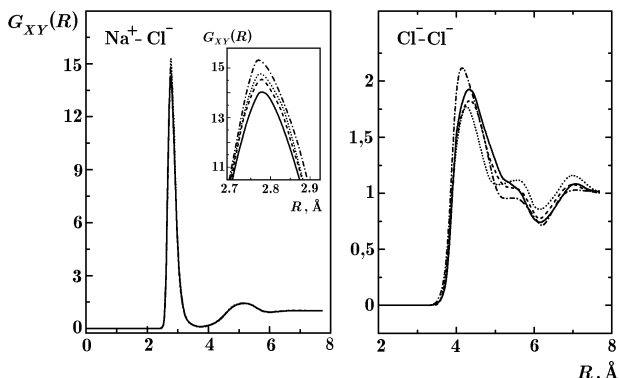 G_XY(R)
Na⁺– Cl⁻
15
12
9
6
3
0
0 2 4 6 8
G_XY(R)
15
13
11
2.7 2.8 2.9
R, Å
Cl⁻–Cl⁻
2
1,5
1
0,5
0
2 4 6 8
R, Å